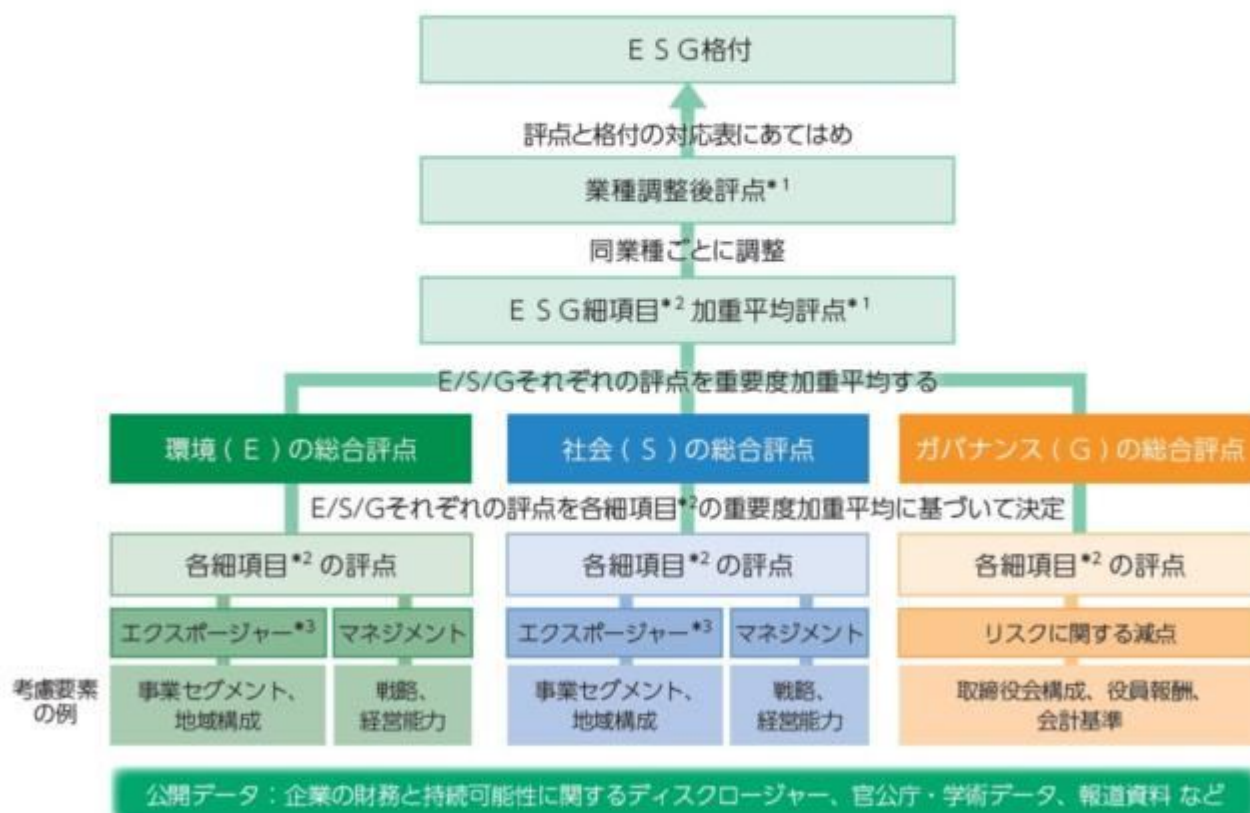 ESG格付
評点と格付の対応表にあてはめ
業種調整後評点*1
同業種ごとに調整
ESG細項目*2 加重平均評点*1
E/S/Gそれぞれの評点を重要度加重平均する
環境(E)の総合評点
社会(S)の総合評点
ガバナンス(G)の総合評点
E/S/Gそれぞれの評点を各細項目*2の重要度加重平均に基づいて決定
各細項目*2 の評点
各細項目*2 の評点
各細項目*2 の評点
エクスポージャー*3
マネジメント
エクスポージャー*3
マネジメント
リスクに関する減点
考慮要素
の例
事業セグメント、
地域構成
戦略、
経営能力
事業セグメント、
地域構成
戦略、
経営能力
取締役会構成、役員報酬、
会計基準
公開データ：企業の財務と持続可能性に関するディスクロージャー、官公庁・学術データ、報道資料 など